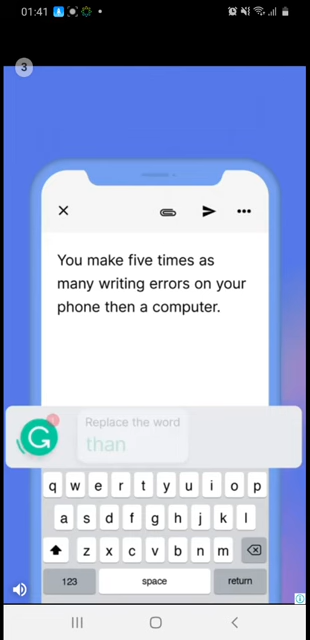 01:41
3
You make five times as
many writing errors on your
phone then a computer.
1
Replace the word
than
q w e r t y u i o p
a s d f g h j k l
z x c v b n m
123 space return